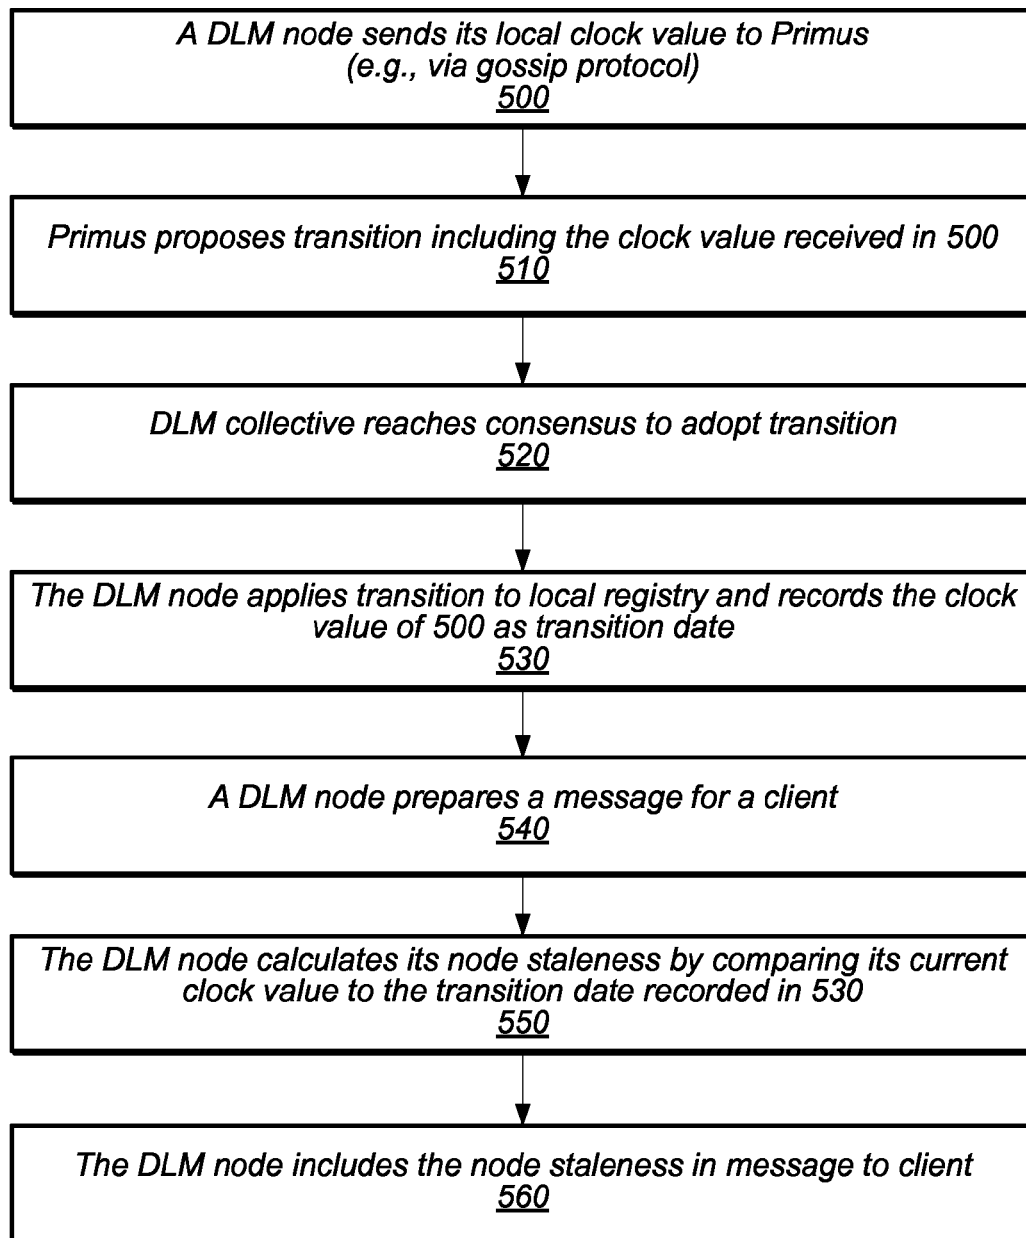 A DLM node sends its local clock value to Primus
(e.g., via gossip protocol)
500
Primus proposes transition including the clock value received in 500
510
DLM collective reaches consensus to adopt transition
520
The DLM node applies transition to local registry and records the clock
value of 500 as transition date
530
A DLM node prepares a message for a client
540
The DLM node calculates its node staleness by comparing its current
clock value to the transition date recorded in 530
550
The DLM node includes the node staleness in message to client
560